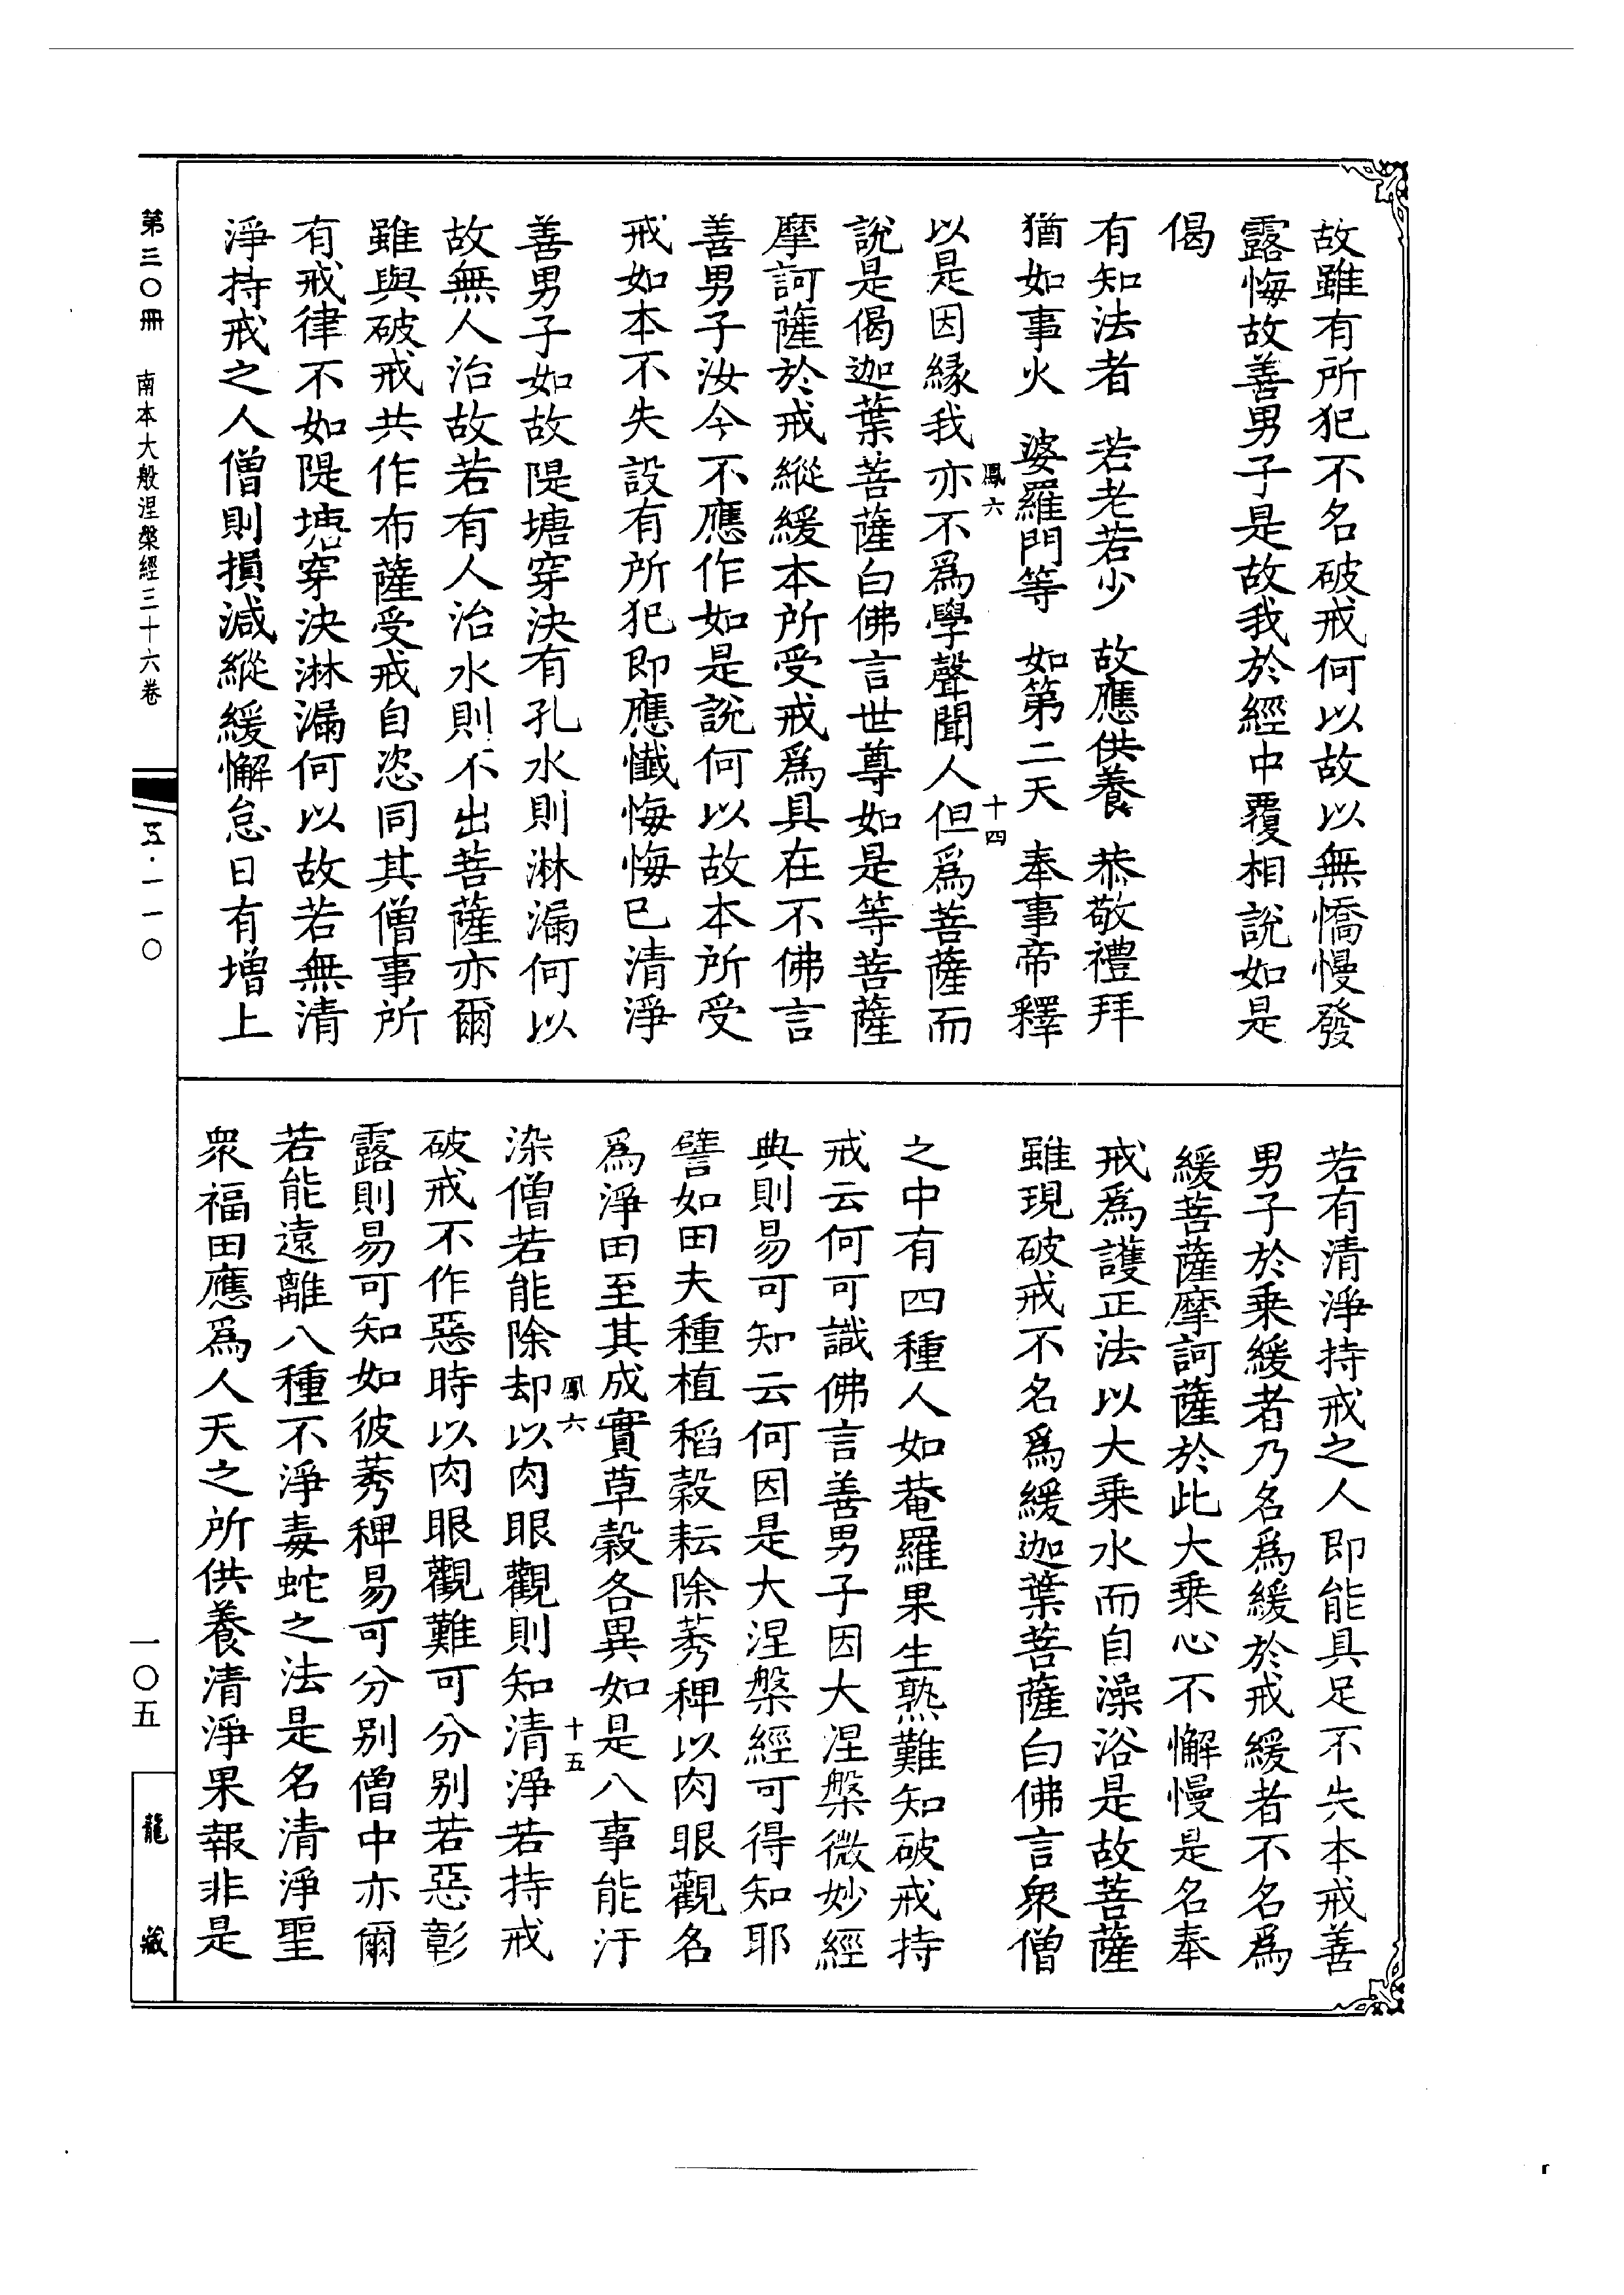 故雖有所犯不名破戒何以故以無憍慢發
露悔故善男子是故我於經中覆相說如是
偈
有知法者　若老若少　故應供養　恭敬禮拜
猶如事火　婆羅門等　如第二天　奉事帝釋
鳳六　十四
以是因緣我亦不爲學聲聞人但爲菩薩而
說是偈迦葉菩薩白佛言世尊如是等菩薩
摩訶薩於戒縱緩本所受戒爲具在不佛言
善男子汝今不應作如是說何以故本所受
戒如本不失設有所犯即應懺悔悔已清淨
善男子如故隄塘穿決有孔水則淋漏何以
故無人治故若有人治水則不出菩薩亦爾
雖與破戒共作布薩受戒自恣同其僧事所
有戒律不如隄塘穿決淋漏何以故若無清
淨持戒之人僧則損減縱緩懈怠日有增上
若有清淨持戒之人即能具足不失本戒善
男子於乘緩者乃名爲緩於戒緩者不名爲
緩菩薩摩訶薩於此大乘心不懈慢是名奉
戒爲護正法以大乘水而自澡浴是故菩薩
雖現破戒不名爲緩迦葉菩薩白佛言衆僧
之中有四種人如菴羅果生熟難知破戒持
戒云何可識佛言善男子因大涅槃微妙經
典則易可知云何因是大涅槃經可得知耶
譬如田夫種植稻穀耘除莠稗以肉眼觀名
爲淨田至其成實草穀各異如是八事能汙
鳳六　十五
染僧若能除却以肉眼觀則知清淨若持戒
破戒不作惡時以肉眼觀難可分別若惡彰
露則易可知如彼莠稗易可分別僧中亦爾
若能遠離八種不淨毒蛇之法是名清淨聖
衆福田應爲人天之所供養清淨果報非是
第三〇冊　南本大般涅槃經三十六卷
五·一一〇
一〇五
龍藏